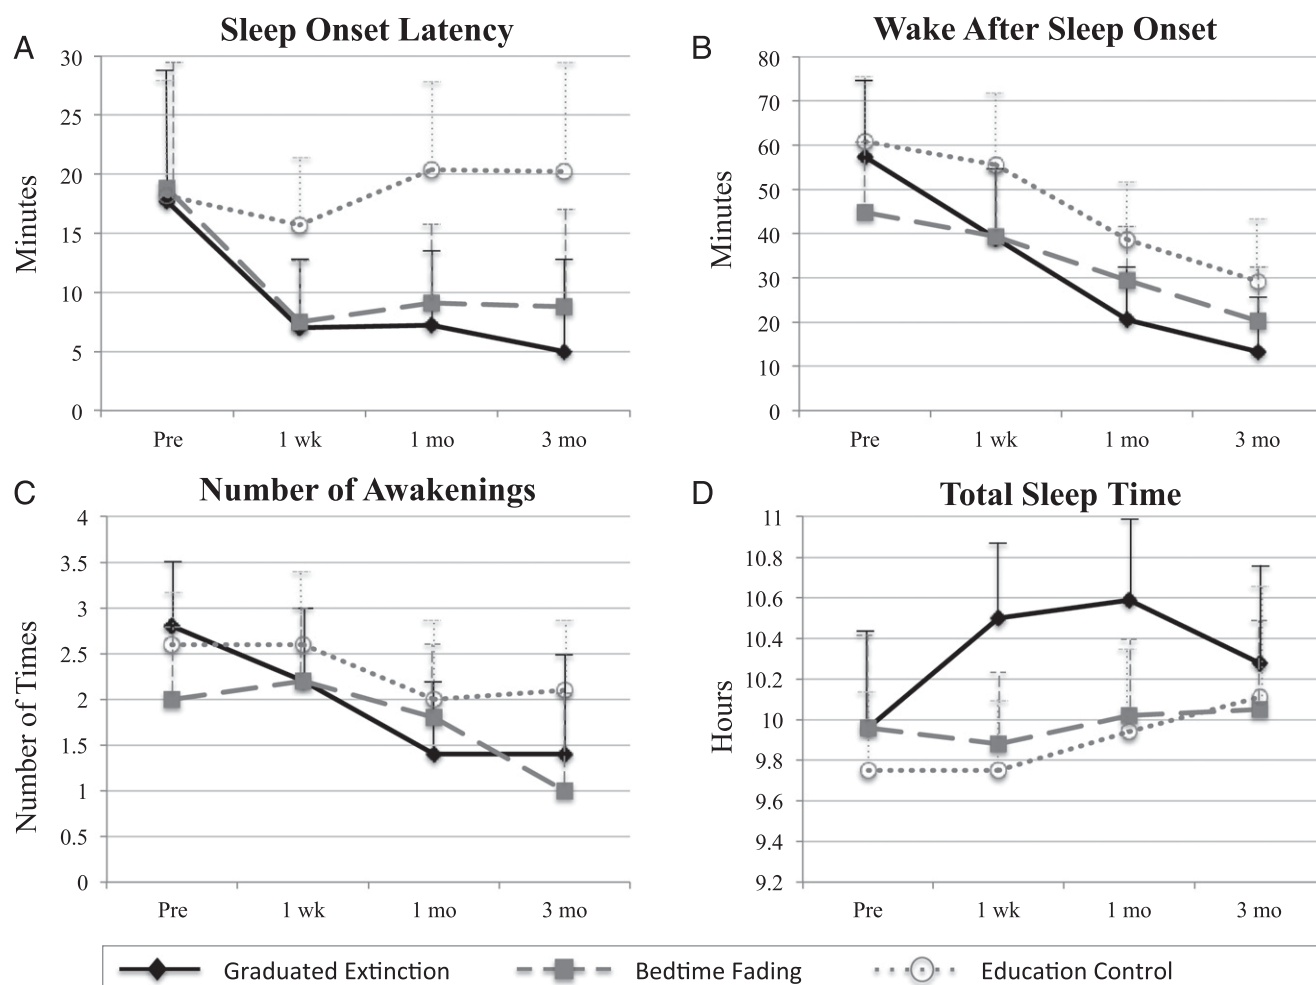 A
Sleep Onset Latency
30
25
20
15
10
5
0
Minutes
Pre
1 wk
1 mo
3 mo
B
Wake After Sleep Onset
80
70
60
50
40
30
20
10
0
Minutes
Pre
1 wk
1 mo
3 mo
C
Number of Awakenings
4
3.5
3
2.5
2
1.5
1
0.5
0
Number of Times
Pre
1 wk
1 mo
3 mo
D
Total Sleep Time
11
10.8
10.6
10.4
10.2
10
9.8
9.6
9.4
9.2
Hours
Pre
1 wk
1 mo
3 mo
Graduated Extinction
Bedtime Fading
Education Control